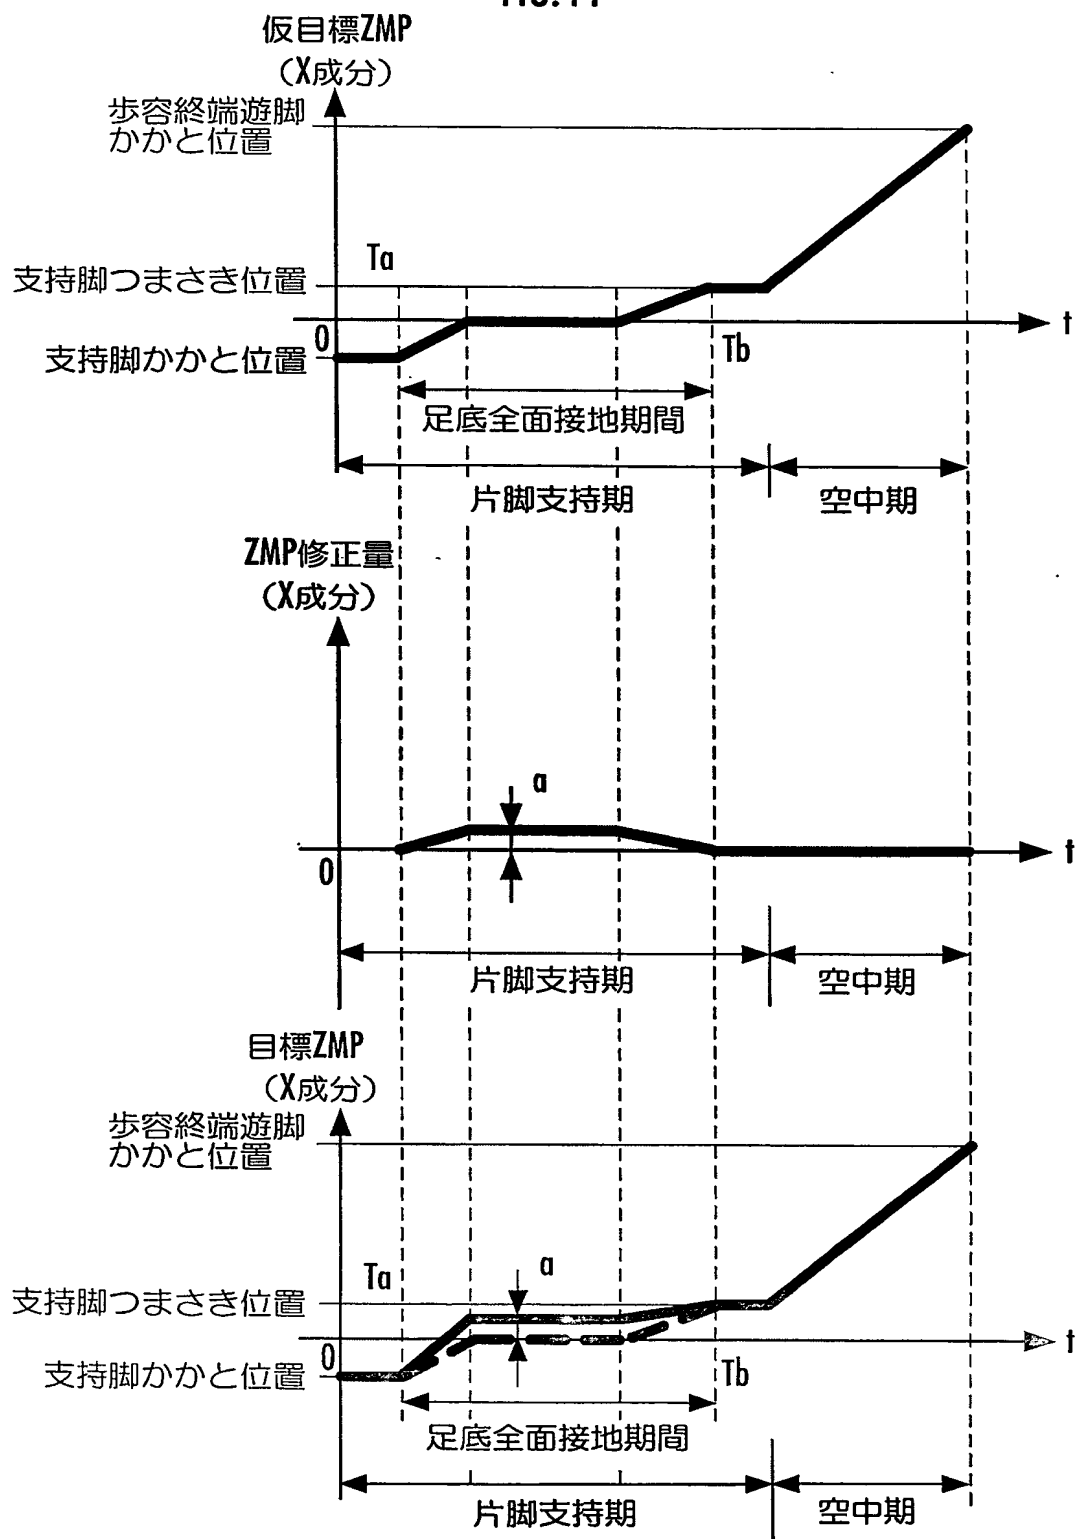 仮目標ZMP
（X成分）
歩容終端遊脚
かかと位置
Ta
支持脚つまさき位置
0
t
支持脚かかと位置
Tb
足底全面接地期間
片脚支持期
空中期
ZMP修正量
（X成分）
a
0
t
片脚支持期
空中期
目標ZMP
（X成分）
歩容終端遊脚
かかと位置
Ta
a
支持脚つまさき位置
0
t
支持脚かかと位置
Tb
足底全面接地期間
片脚支持期
空中期